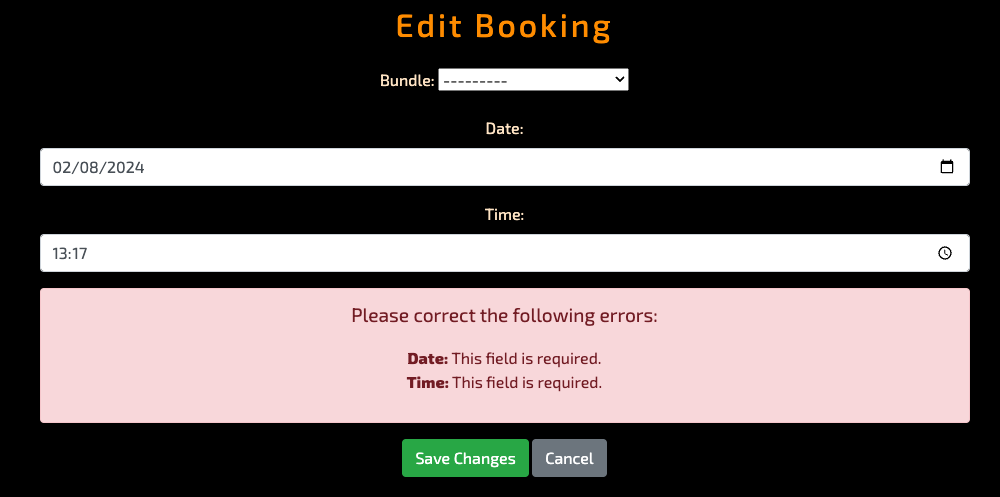 Edit Booking
Bundle: ---------
Date:
02/08/2024
Time:
13:17
Please correct the following errors:
Date: This field is required.
Time: This field is required.
Save Changes Cancel